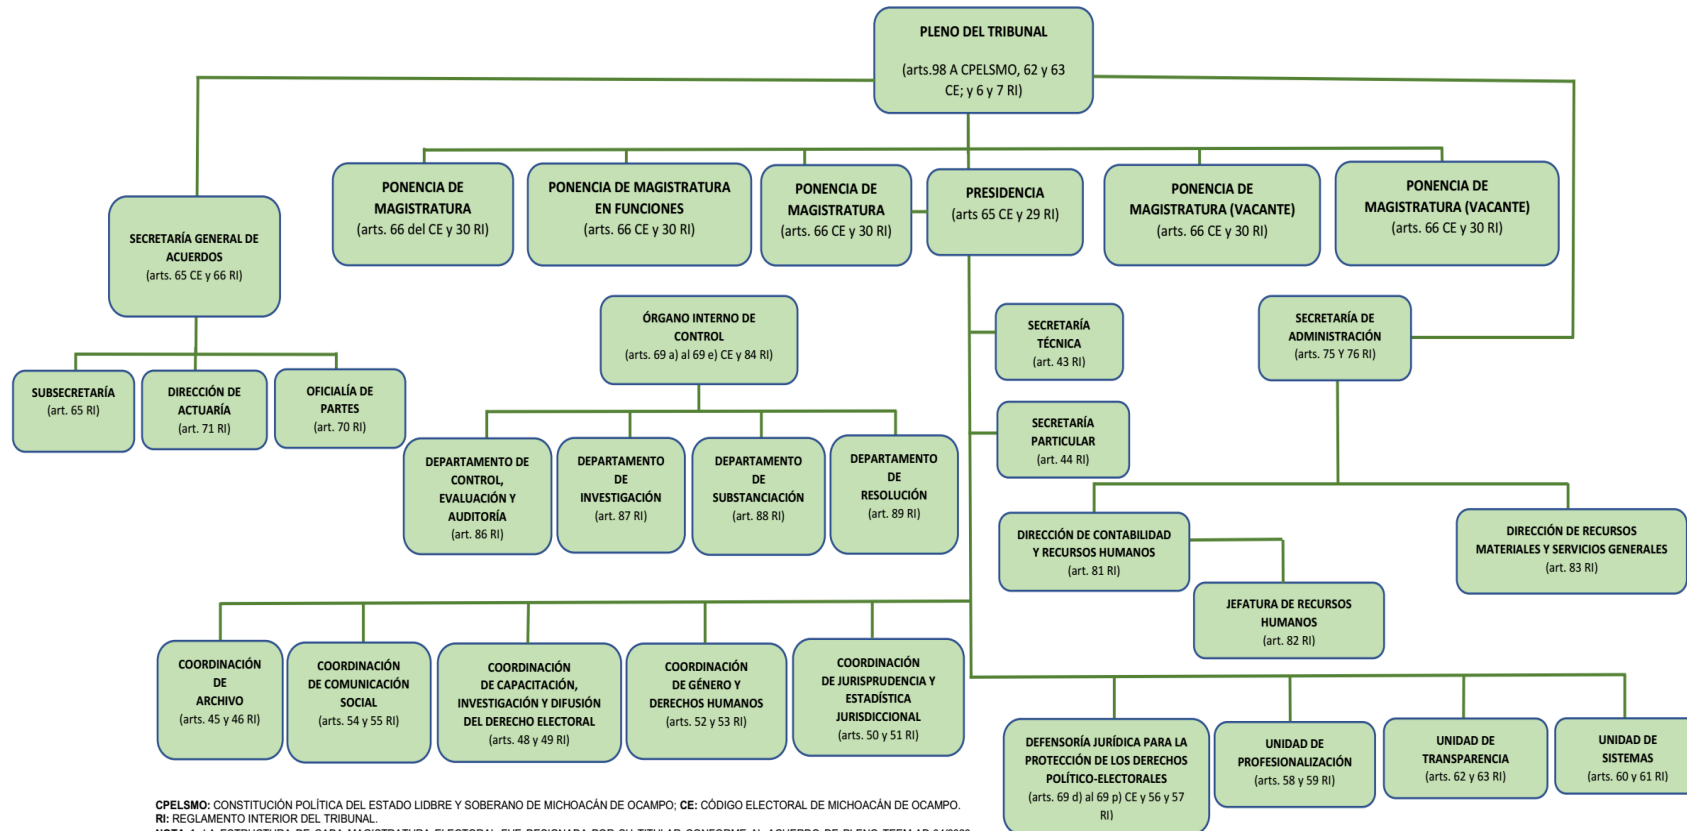 PLENO DEL TRIBUNAL
(arts.98 A CPELSMO, 62 y 63
CE; y 6 y 7 RI)
PONENCIA DE
MAGISTRATURA
(arts. 66 del CE y 30 RI)
PONENCIA DE MAGISTRATURA
EN FUNCIONES
(arts. 66 CE y 30 RI)
PONENCIA DE
MAGISTRATURA
(arts. 66 CE y 30 RI)
PRESIDENCIA
(arts 65 CE y 29 RI)
PONENCIA DE
MAGISTRATURA (VACANTE)
(arts. 66 CE y 30 RI)
PONENCIA DE
MAGISTRATURA (VACANTE)
(arts. 66 CE y 30 RI)
SECRETARÍA GENERAL DE
ACUERDOS
(arts. 65 CE y 66 RI)
ÓRGANO INTERNO DE
CONTROL
(arts. 69 a) al 69 e) CE y 84 RI)
SECRETARÍA
TÉCNICA
(art. 43 RI)
SECRETARÍA DE
ADMINISTRACIÓN
(arts. 75 Y 76 RI)
SUBSECRETARÍA
(art. 65 RI)
DIRECCIÓN DE
ACTUARÍA
(art. 71 RI)
OFICIALÍA DE
PARTES
(art. 70 RI)
SECRETARÍA
PARTICULAR
(art. 44 RI)
DEPARTAMENTO DE
CONTROL,
EVALUACIÓN Y
AUDITORÍA
(art. 86 RI)
DEPARTAMENTO
DE
INVESTIGACIÓN
(art. 87 RI)
DEPARTAMENTO
DE
SUBSTANCIACIÓN
(art. 88 RI)
DEPARTAMENTO
DE
RESOLUCIÓN
(art. 89 RI)
DIRECCIÓN DE CONTABILIDAD
Y RECURSOS HUMANOS
(art. 81 RI)
DIRECCIÓN DE RECURSOS
MATERIALES Y SERVICIOS GENERALES
(art. 83 RI)
JEFATURA DE RECURSOS
HUMANOS
(art. 82 RI)
COORDINACIÓN
DE
ARCHIVO
(arts. 45 y 46 RI)
COORDINACIÓN
DE COMUNICACIÓN
SOCIAL
(arts. 54 y 55 RI)
COORDINACIÓN
DE CAPACITACIÓN,
INVESTIGACIÓN Y DIFUSIÓN
DEL DERECHO ELECTORAL
(arts. 48 y 49 RI)
COORDINACIÓN
DE GÉNERO Y
DERECHOS HUMANOS
(arts. 52 y 53 RI)
COORDINACIÓN
DE JURISPRUDENCIA Y
ESTADÍSTICA
JURISDICCIONAL
(arts. 50 y 51 RI)
DEFENSORÍA JURÍDICA PARA LA
PROTECCIÓN DE LOS DERECHOS
POLÍTICO-ELECTORALES
(arts. 69 d) al 69 p) CE y 56 y 57
RI)
UNIDAD DE
PROFESIONALIZACIÓN
(arts. 58 y 59 RI)
UNIDAD DE
TRANSPARENCIA
(arts. 62 y 63 RI)
UNIDAD DE
SISTEMAS
(arts. 60 y 61 RI)
CPELSMO: CONSTITUCIÓN POLÍTICA DEL ESTADO LIDBRE Y SOBERANO DE MICHOACÁN DE OCAMPO; CE: CÓDIGO ELECTORAL DE MICHOACÁN DE OCAMPO.
RI: REGLAMENTO INTERIOR DEL TRIBUNAL.